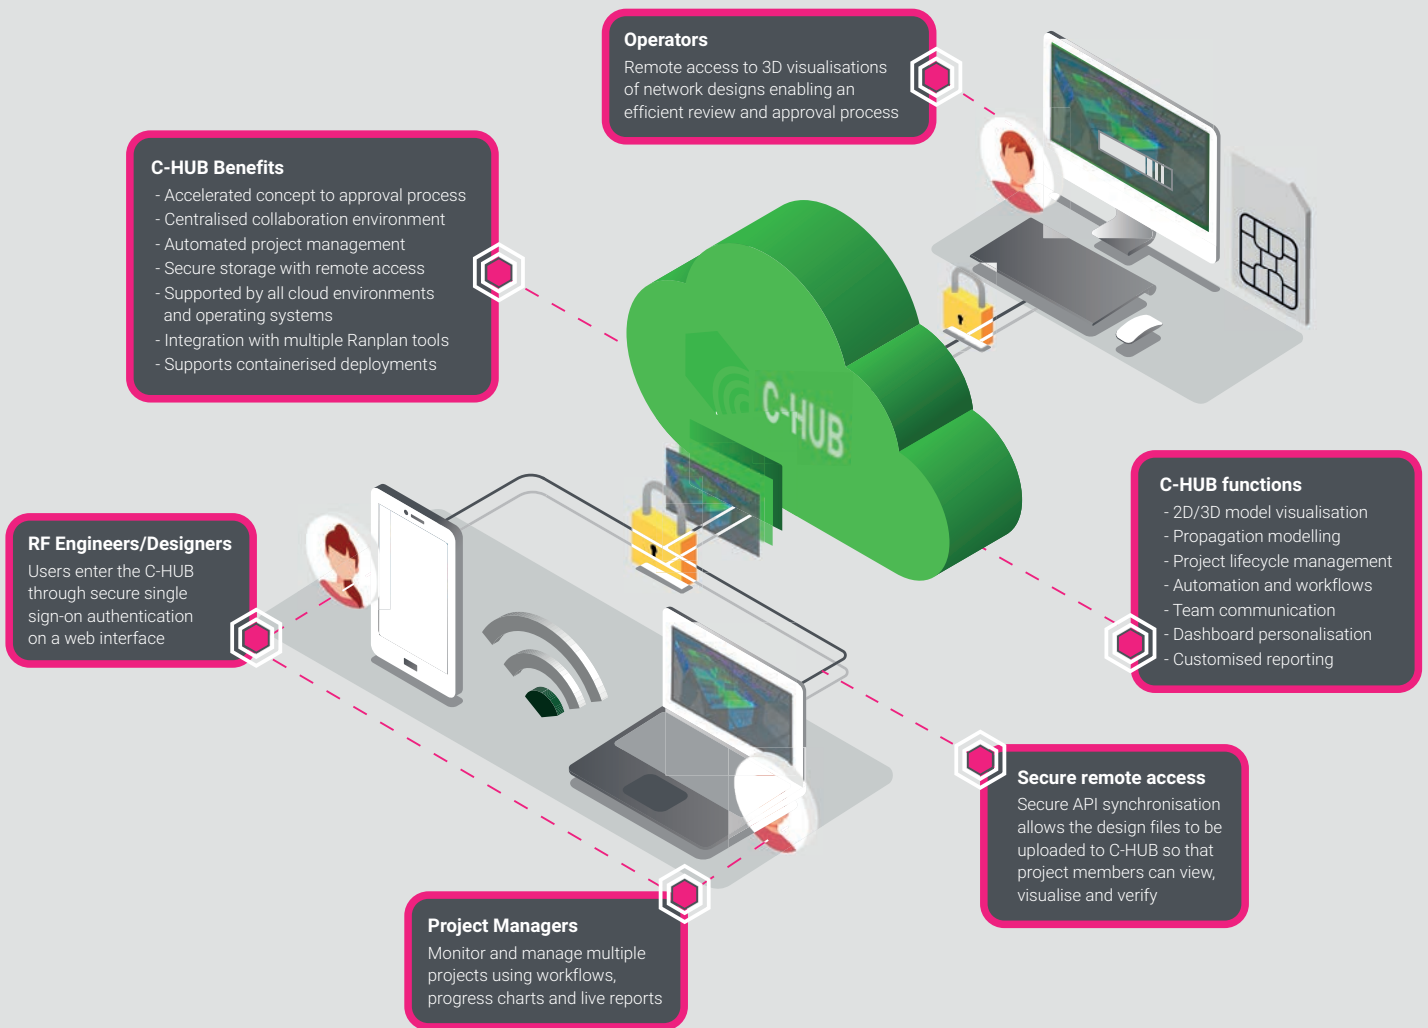 Operators
Remote access to 3D visualisations
of network designs enabling an
efficient review and approval process
C-HUB Benefits
- Accelerated concept to approval process
- Centralised collaboration environment
- Automated project management
- Secure storage with remote access
- Supported by all cloud environments
and operating systems
- Integration with multiple Ranplan tools
- Supports containerised deployments
C-HUB
C-HUB functions
- 2D/3D model visualisation
- Propagation modelling
- Project lifecycle management
- Automation and workflows
- Team communication
- Dashboard personalisation
- Customised reporting
RF Engineers/Designers
Users enter the C-HUB
through secure single
sign-on authentication
on a web interface
Secure remote access
Secure API synchronisation
allows the design files to be
uploaded to C-HUB so that
project members can view,
visualise and verify
Project Managers
Monitor and manage multiple
projects using workflows,
progress charts and live reports